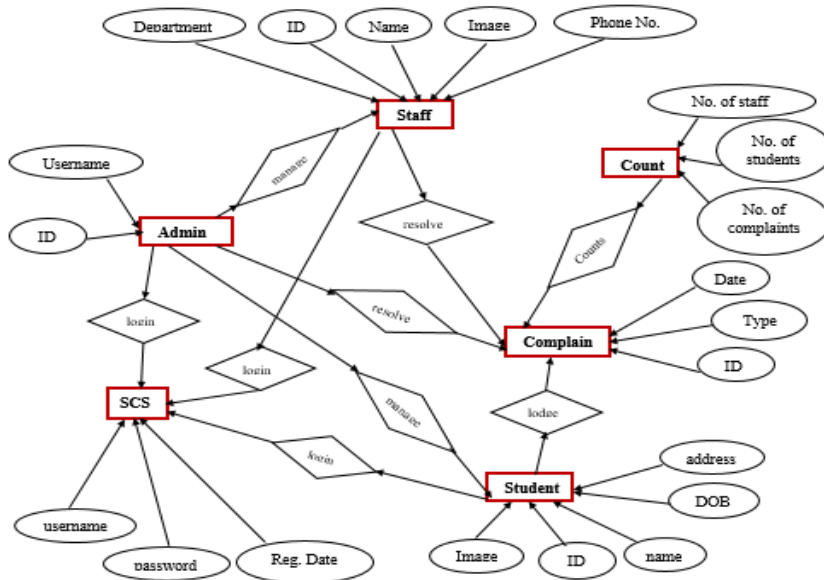 Department
ID
Name
Image
Phone No.
Staff
No. of staff
Count
No. of
students
No. of
complaints
Username
manage
ID
Admin
resolve
Counts
Date
resolve
Complain
Type
ID
login
login
SCS
manage
lodge
login
address
Student
DOB
username
password
Reg. Date
Image
ID
name